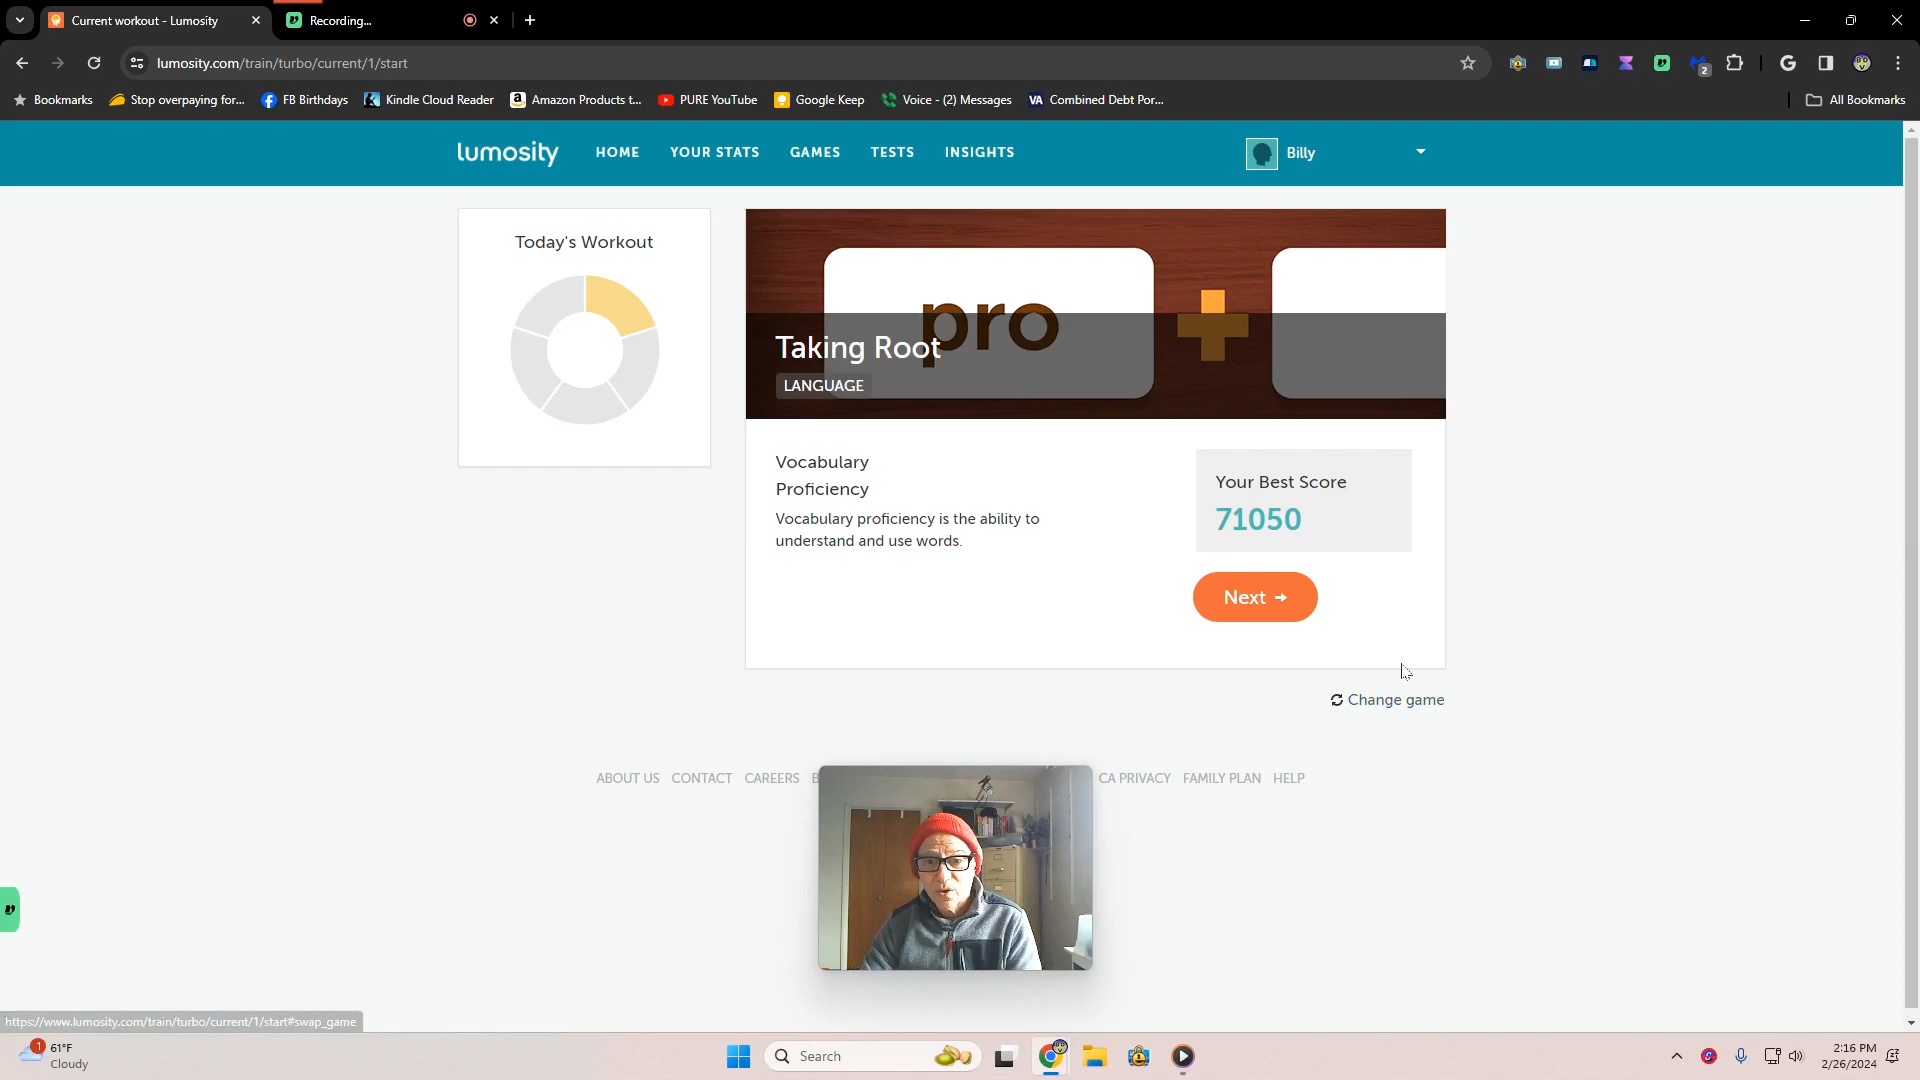 Current workout - Lumosity
Recording...
lumosity.com/train/turbo/current/1/start
2
Bookmarks
Stop overpaying for...
FB Birthdays
Kindle Cloud Reader
Amazon Products t...
PURE YouTube
Google Keep
Voice - (2) Messages
VA Combined Debt Por...
All Bookmarks
lumosity
HOME
YOUR STATS
GAMES
TESTS
INSIGHTS
Billy
Today's Workout
pro
Taking Root
LANGUAGE
Vocabulary
Proficiency
Vocabulary proficiency is the ability to
understand and use words.
Your Best Score
71050
Next
Change game
ABOUT US
CONTACT
CAREERS
CA PRIVACY
FAMILY PLAN
HELP
https://www.lumosity.com/train/turbo/current/1/start#swap_game
1
61°F
Cloudy
Search
2:16 PM
2/26/2024